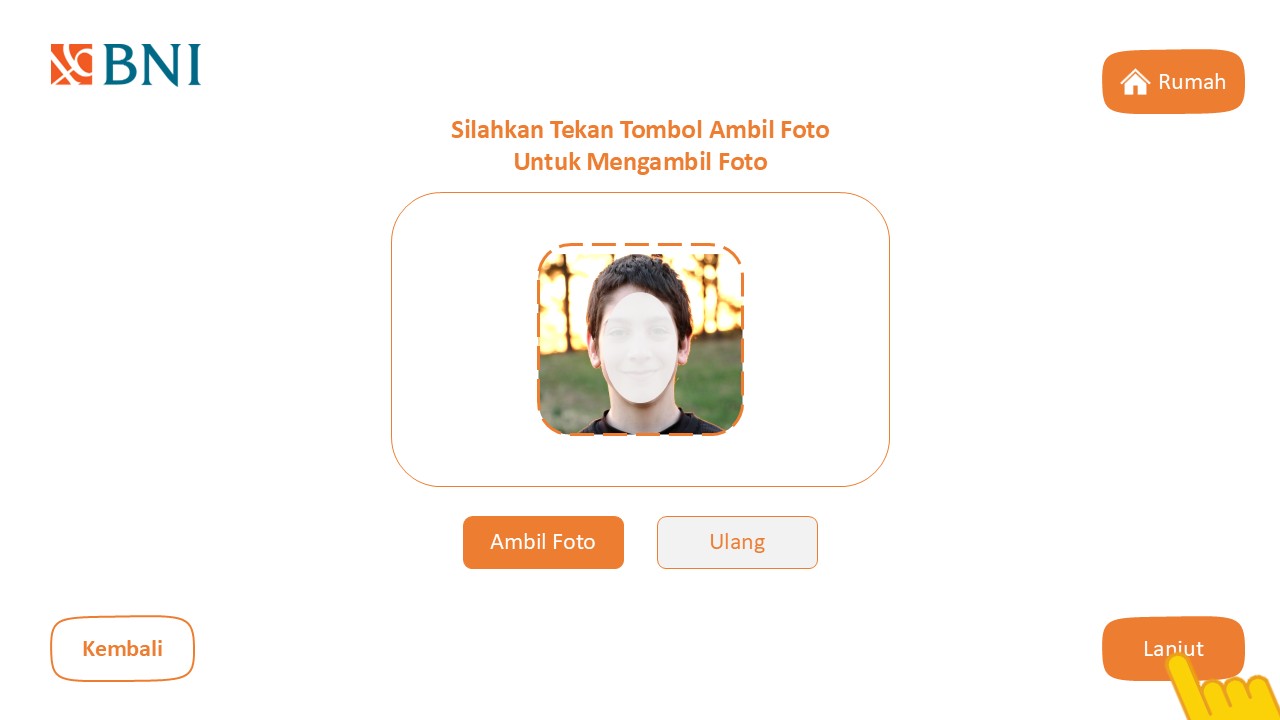 BNI
Rumah
Silahkan Tekan Tombol Ambil Foto
Untuk Mengambil Foto
Ambil Foto
Ulang
Kembali
Lanjut